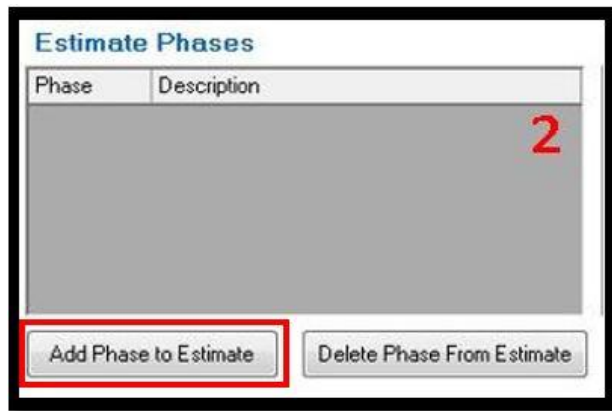 Estimate Phases
Phase Description
2
Add Phase to Estimate Delete Phase From Estimate